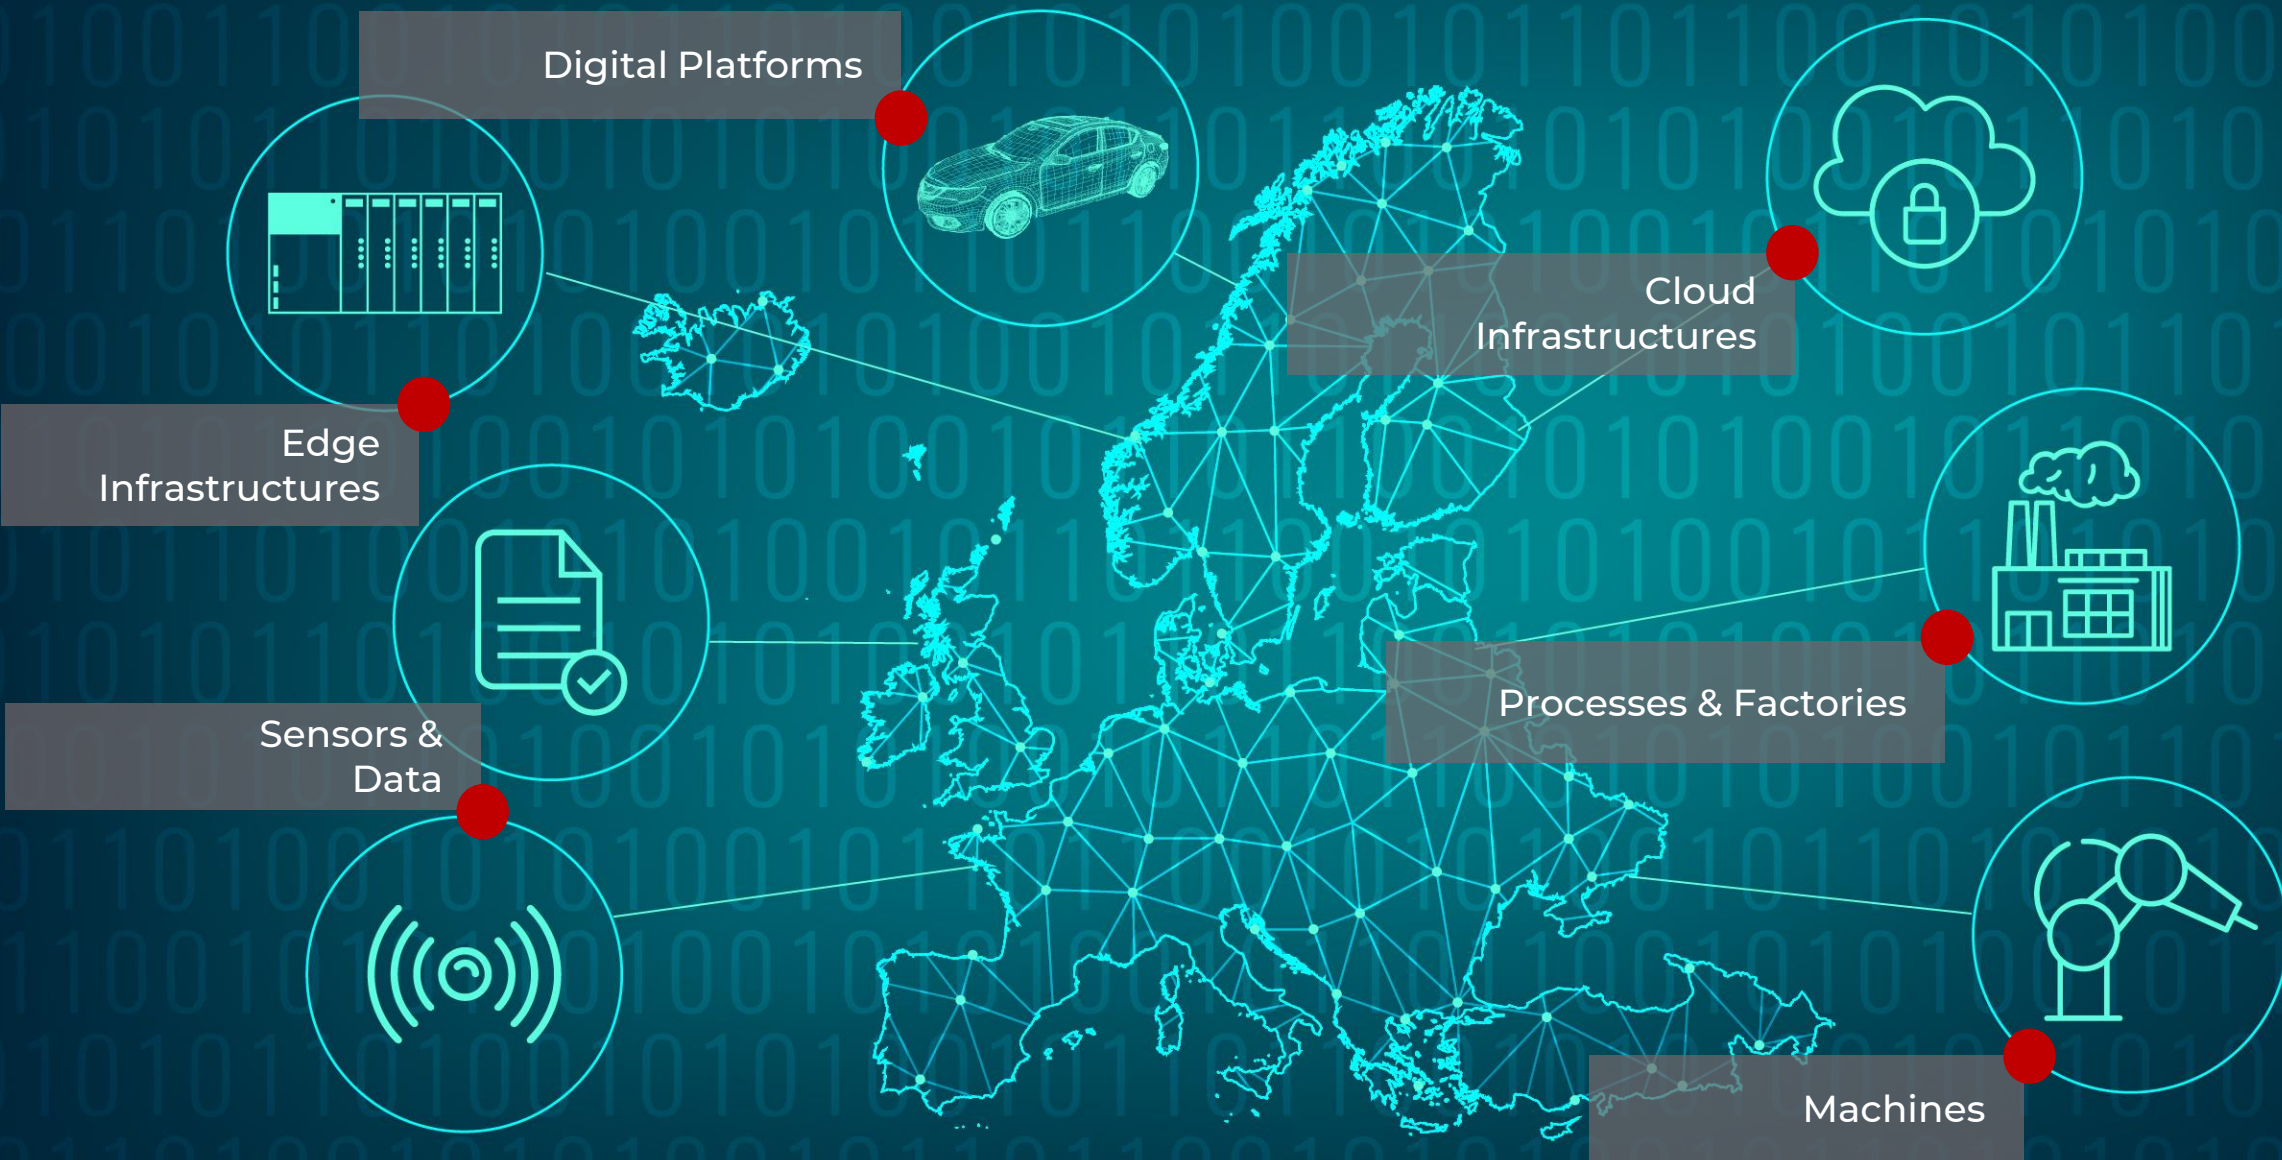 Digital Platforms
Cloud
Infrastructures
Edge
Infrastructures
Processes & Factories
Sensors &
Data
Machines